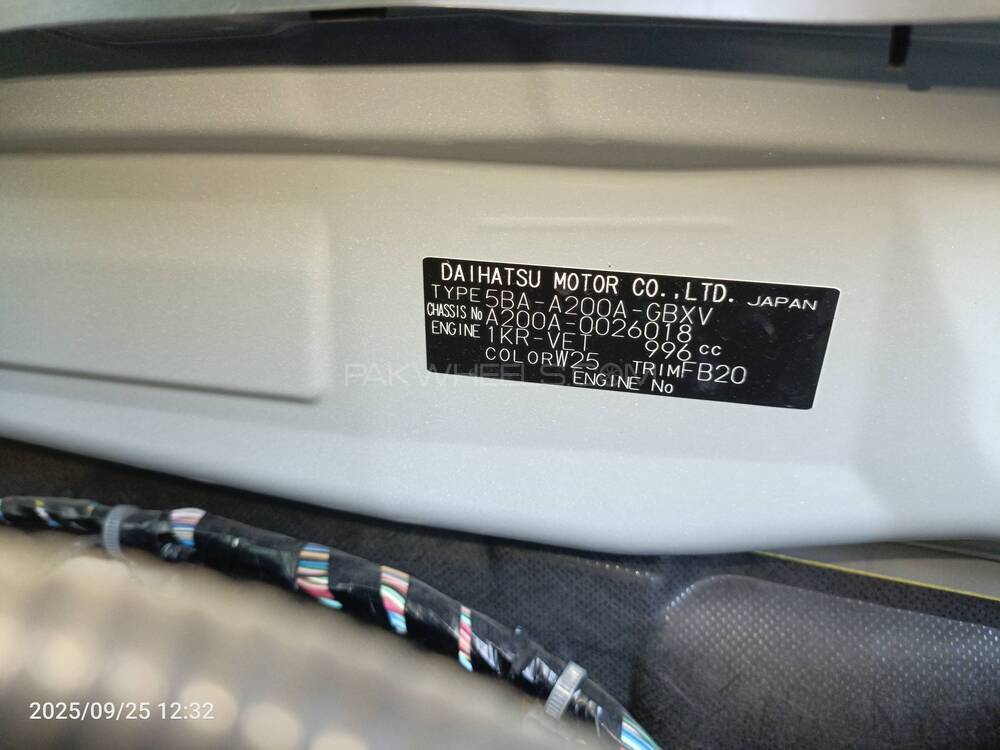 DAIHATSU MOTOR CO.,LTD. JAPAN
TYPE 5BA-A200A-GBXV
CHASSIS No A200A-0026018
ENGINE 1KR-VET 996 cc
COLOR W25 TRIM FB20
ENGINE No
PAKWHEELS.COM
2025/09/25 12:32